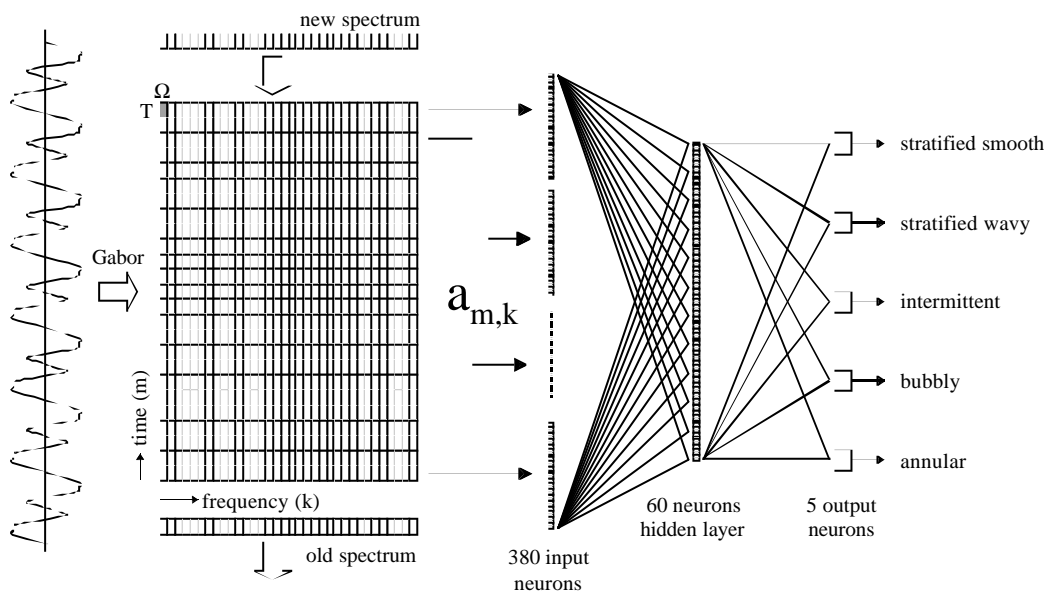 new spectrum
Ω
T
Gabor
time (m)
frequency (k)
old spectrum
a_{m,k}
380 input
neurons
60 neurons
hidden layer
5 output
neurons
stratified smooth
stratified wavy
intermittent
bubbly
annular